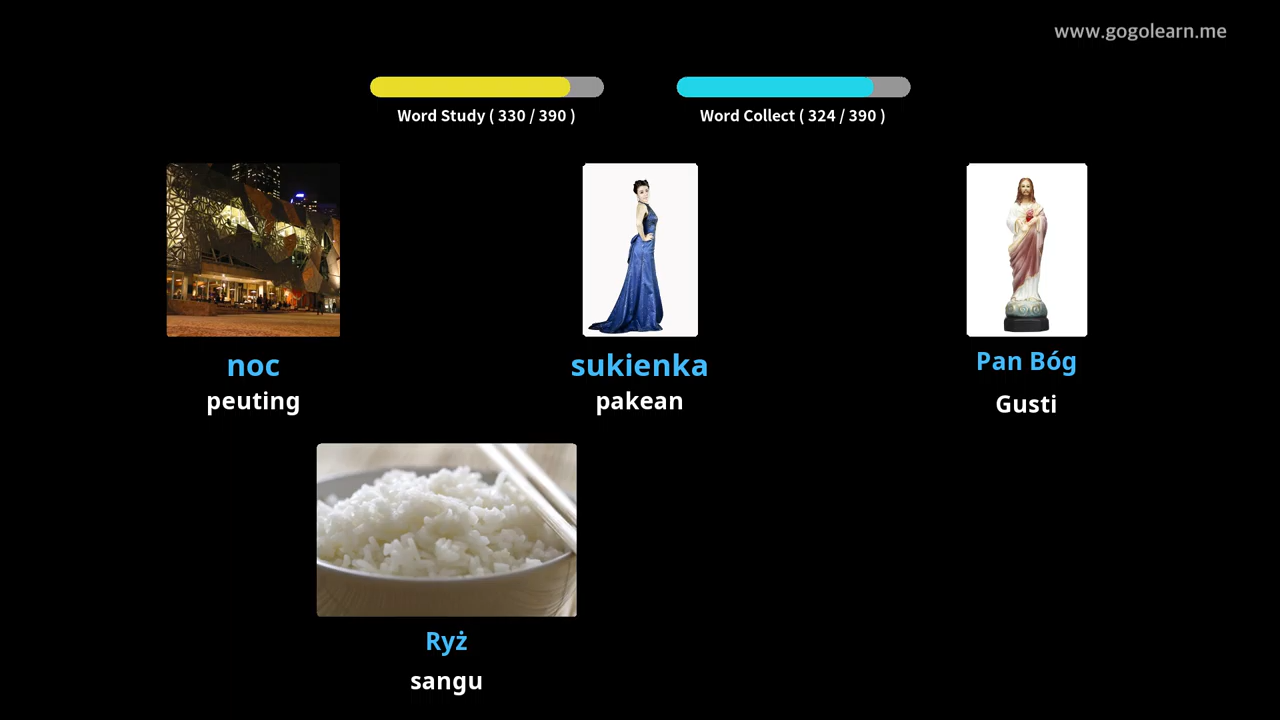 www.gogolearn.me
Word Study ( 330 / 390 )
Word Collect ( 324 / 390 )
noc
peuting
sukienka
pakean
Pan Bóg
Gusti
Ryż
sangu